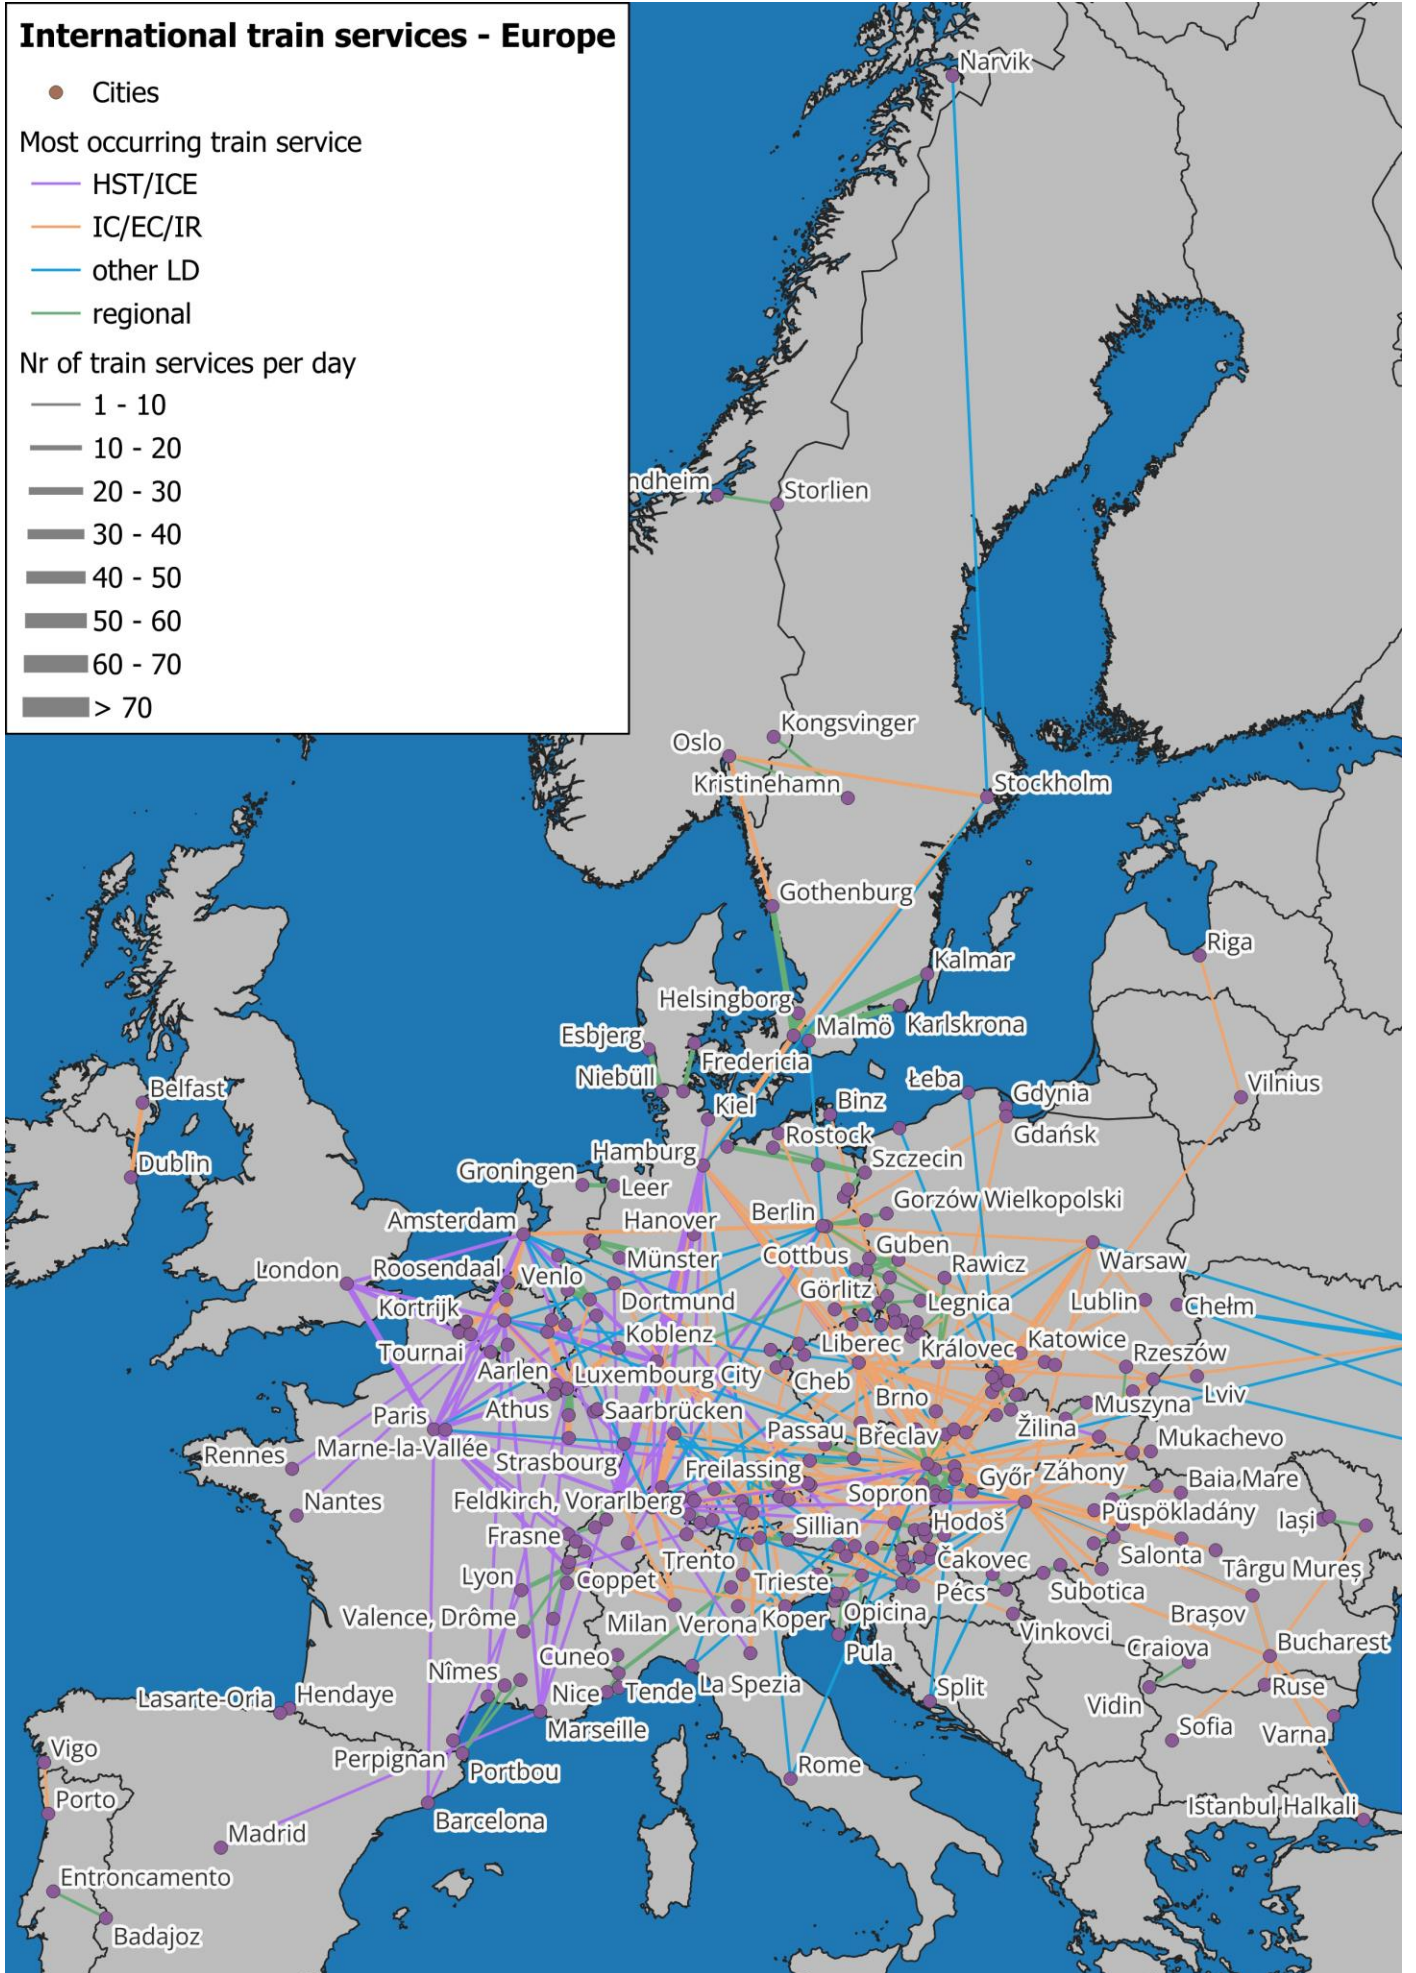 International train services - Europe
Cities
Most occurring train service
HST/ICE
IC/EC/IR
other LD
regional
Nr of train services per day
1 - 10
10 - 20
20 - 30
30 - 40
40 - 50
50 - 60
60 - 70
> 70
Narvik
ndheim
Storlien
Kongsvinger
Oslo
Kristinehamn
Stockholm
Gothenburg
Riga
Kalmar
Helsingborg
Malmö
Karlskrona
Esbjerg
Fredericia
Niebüll
Łeba
Vilnius
Belfast
Kiel
Binz
Gdynia
Gdańsk
Rostock
Hamburg
Dublin
Groningen
Leer
Szczecin
Gorzów Wielkopolski
Amsterdam
Hanover
Berlin
Münster
Cottbus
Guben
Warsaw
London
Roosendaal
Venlo
Rawicz
Görlitz
Dortmund
Legnica
Lublin
Chełm
Kortrijk
Koblenz
Liberec
Královec
Katowice
Tournai
Rzeszów
Aarlen
Luxembourg City
Cheb
Brno
Lviv
Athus
Saarbrücken
Muszyna
Paris
Passau
Břeclav
Žilina
Marne-la-Vallée
Mukachevo
Rennes
Strasbourg
Freilassing
Győr
Záhony
Baia Mare
Nantes
Feldkirch, Vorarlberg
Sopron
Püspökladány
Iași
Frasne
Sillian
Hodoš
Salonta
Trento
Čakovec
Târgu Mureș
Lyon
Coppet
Trieste
Pécs
Subotica
Valence, Drôme
Milan
Verona
Koper
Opicina
Brașov
Vinkovci
Cuneo
Pula
Craiova
Bucharest
Nîmes
Nice
Tende
La Spezia
Split
Ruse
Lasarte-Oria
Hendaye
Vidin
Marseille
Sofia
Varna
Vigo
Perpignan
Portbou
Rome
Porto
Barcelona
Istanbul Halkali
Madrid
Entroncamento
Badajoz